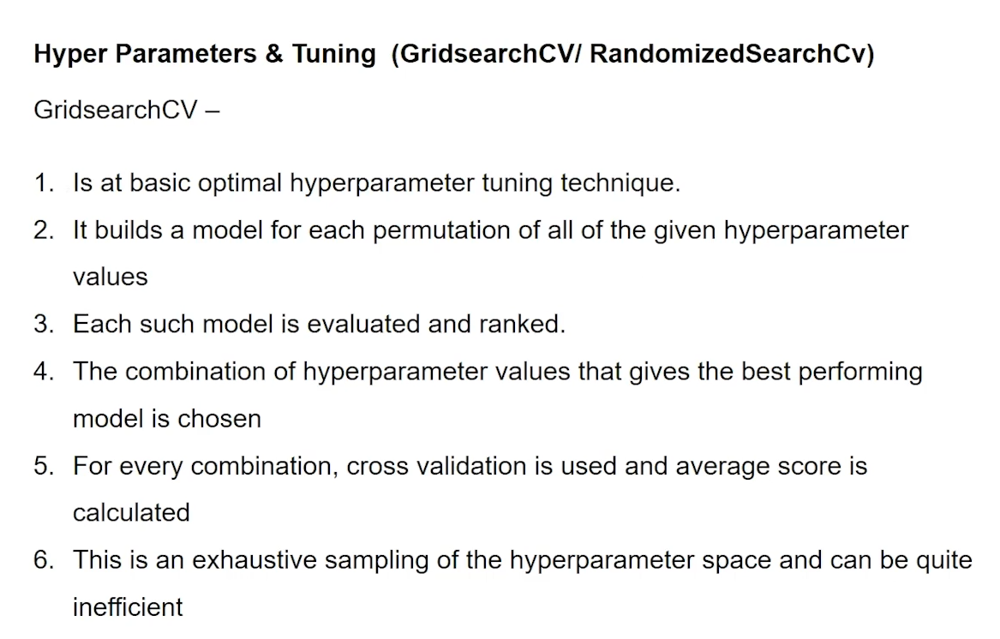 Hyper Parameters & Tuning  (GridsearchCV/ RandomizedSearchCv)
GridsearchCV –
1. Is at basic optimal hyperparameter tuning technique.
2. It builds a model for each permutation of all of the given hyperparameter
values
3. Each such model is evaluated and ranked.
4. The combination of hyperparameter values that gives the best performing
model is chosen
5. For every combination, cross validation is used and average score is
calculated
6. This is an exhaustive sampling of the hyperparameter space and can be quite
inefficient